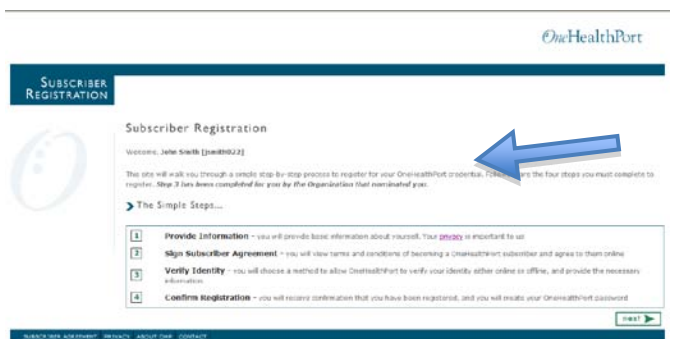 OneHealthPort
SUBSCRIBER
REGISTRATION
Subscriber Registration
Welcome, John Smith [jsmith022]
This site will walk you through a simple step-by-step process to register for your OneHealthPort credential. are the four steps you must complete to
register. Step 3 has been completed for you by the Organization that nominated you.
The Simple Steps...
1 Provide Information - you will provide basic information about yourself. Your privacy is important to us
2 Sign Subscriber Agreement - you will view terms and conditions of becoming a OneHealthPort subscriber and agree to them online
3 Verify Identity - you will choose a method to allow OneHealthPort to verify your identity either online or offline, and provide the necessary
information
4 Confirm Registration - you will receive confirmation that you have been registered, and you will create your OneHealthPort password
next
SUBSCRIBER AGREEMENT PRIVACY ABOUT OHP CONTACT